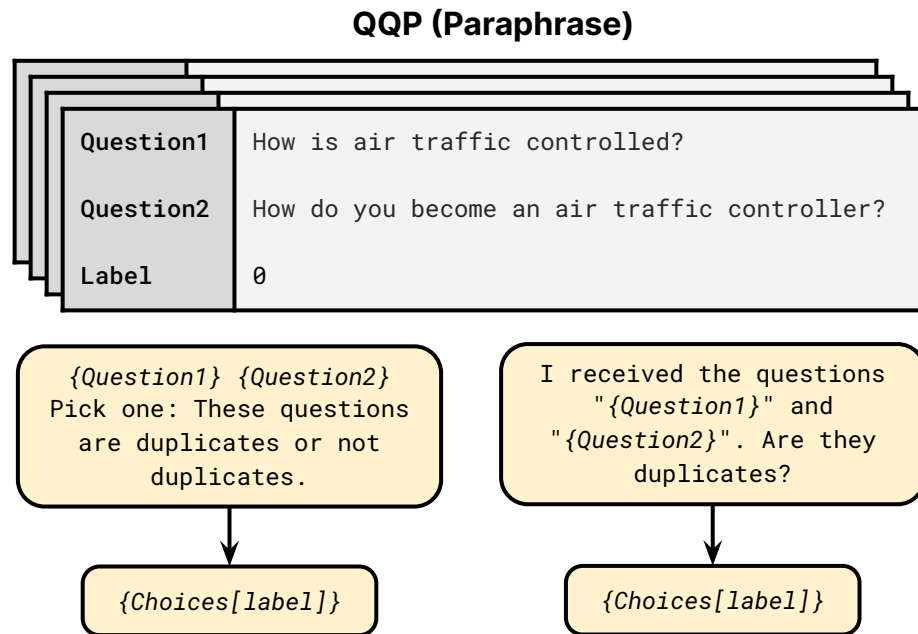 QQP (Paraphrase)
Question1 How is air traffic controlled?
Question2 How do you become an air traffic controller?
Label 0
{Question1} {Question2}
Pick one: These questions
are duplicates or not
duplicates.
{Choices[label]}
I received the questions
"{Question1}" and
"{Question2}". Are they
duplicates?
{Choices[label]}